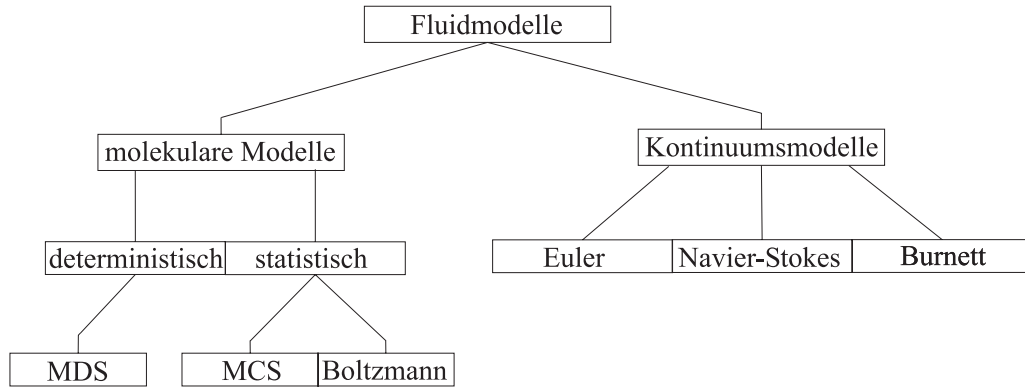 Fluidmodelle
molekulare Modelle
Kontinuumsmodelle
deterministisch
statistisch
Euler
Navier-Stokes
Burnett
MDS
MCS
Boltzmann